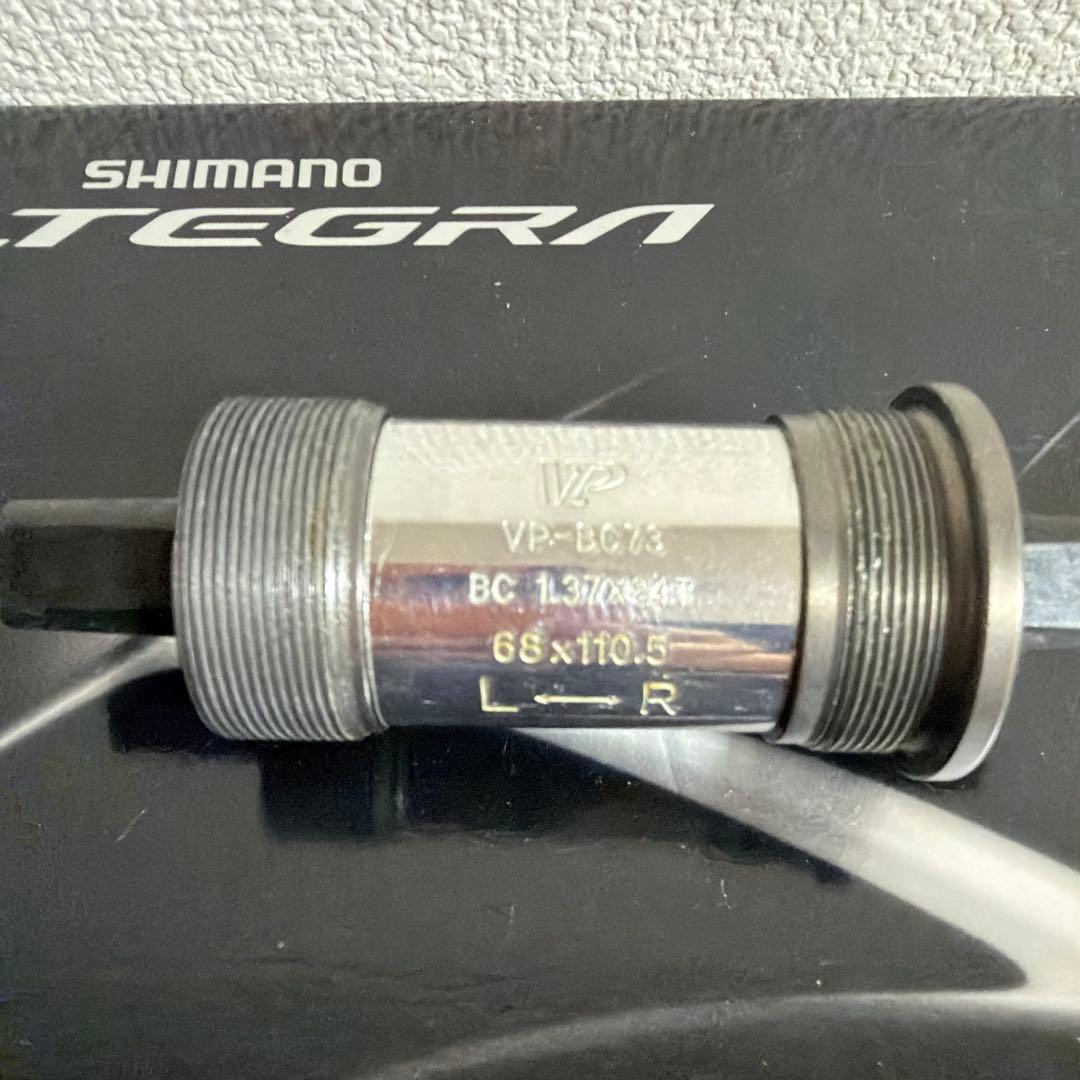 SHIMANO
LTEGRA
VP
VP-BC73
BC 1.37x24T
68x110.5
L ⟷ R